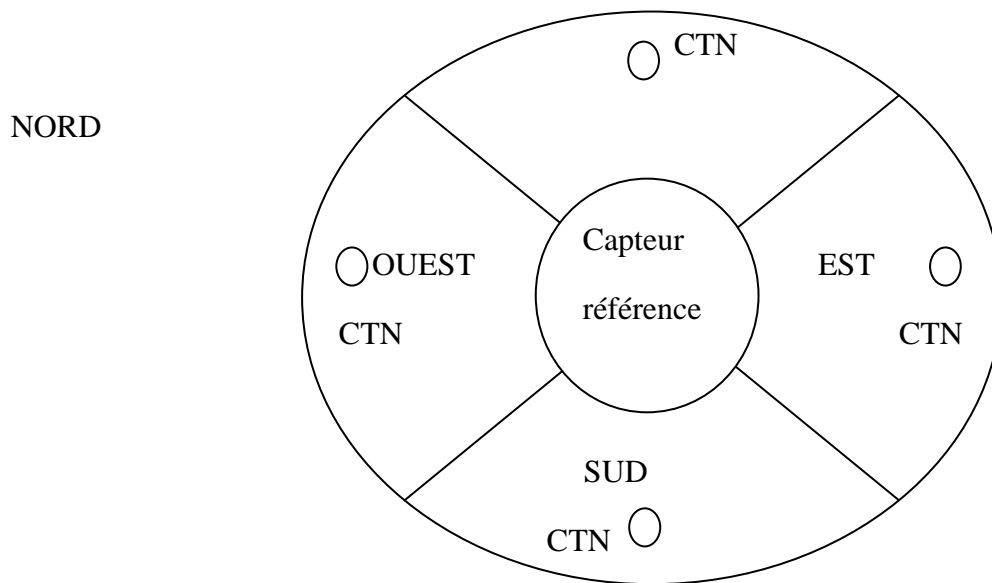 CTN
NORD
Capteur
référence
OUEST
EST
CTN
CTN
SUD
CTN